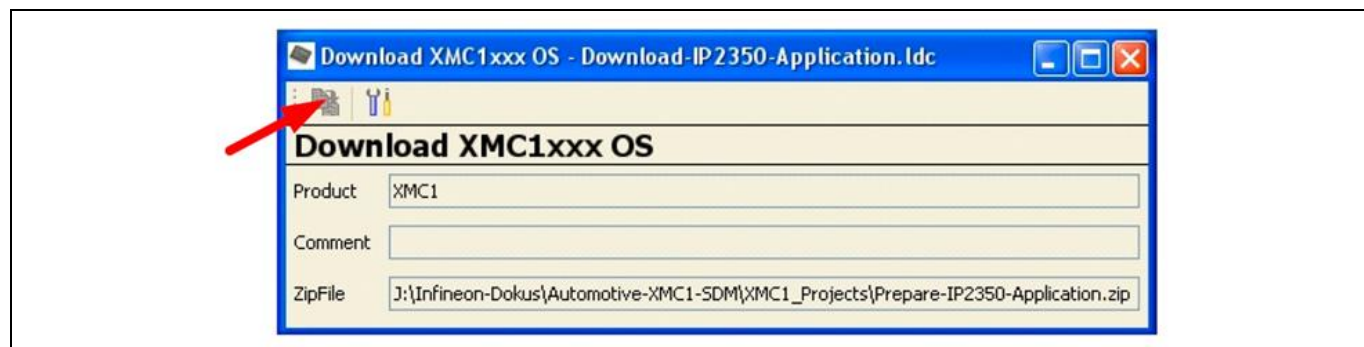 Download XMC1xxx OS - Download-IP2350-Application.ldc
Download XMC1xxx OS
Product XMC1
Comment
ZipFile J:\Infineon-Dokus\Automotive-XMC1-SDM\XMC1_Projects\Prepare-IP2350-Application.zip